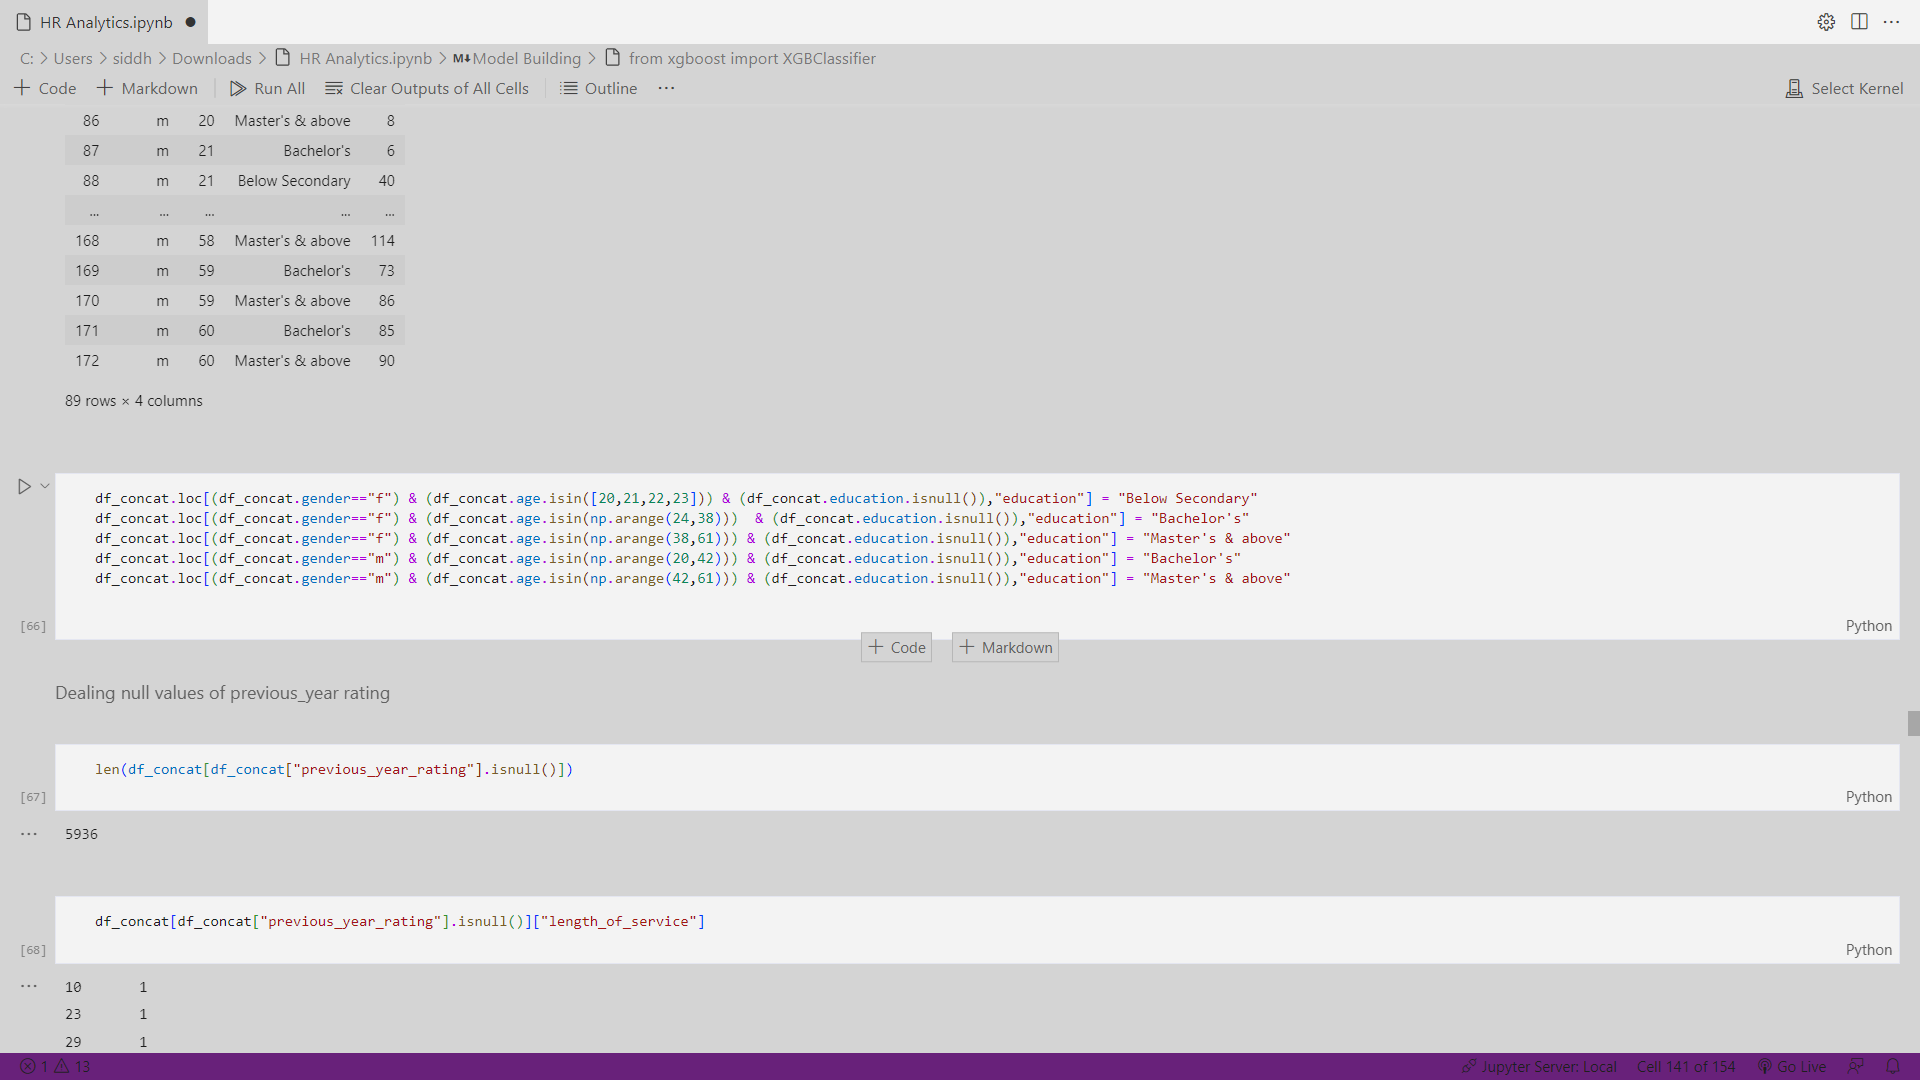 HR Analytics.ipynb
C: > Users > siddh > Downloads > HR Analytics.ipynb > M↓Model Building > from xgboost import XGBClassifier
+ Code + Markdown Run All Clear Outputs of All Cells Outline ... Select Kernel
86 m 20 Master's & above 8
87 m 21 Bachelor's 6
88 m 21 Below Secondary 40
... ... ... ... ...
168 m 58 Master's & above 114
169 m 59 Bachelor's 73
170 m 59 Master's & above 86
171 m 60 Bachelor's 85
172 m 60 Master's & above 90
89 rows × 4 columns
df_concat.loc[(df_concat.gender=="f") & (df_concat.age.isin([20,21,22,23])) & (df_concat.education.isnull()),"education"] = "Below Secondary"
df_concat.loc[(df_concat.gender=="f") & (df_concat.age.isin(np.arange(24,38)))  & (df_concat.education.isnull()),"education"] = "Bachelor's"
df_concat.loc[(df_concat.gender=="f") & (df_concat.age.isin(np.arange(38,61))) & (df_concat.education.isnull()),"education"] = "Master's & above"
df_concat.loc[(df_concat.gender=="m") & (df_concat.age.isin(np.arange(20,42))) & (df_concat.education.isnull()),"education"] = "Bachelor's"
df_concat.loc[(df_concat.gender=="m") & (df_concat.age.isin(np.arange(42,61))) & (df_concat.education.isnull()),"education"] = "Master's & above"
[66] Python
+ Code + Markdown
Dealing null values of previous_year rating
len(df_concat[df_concat["previous_year_rating"].isnull()])
[67] Python
... 5936
df_concat[df_concat["previous_year_rating"].isnull()]["length_of_service"]
[68] Python
... 10 1
23 1
29 1
1 13 Jupyter Server: Local Cell 141 of 154 Go Live